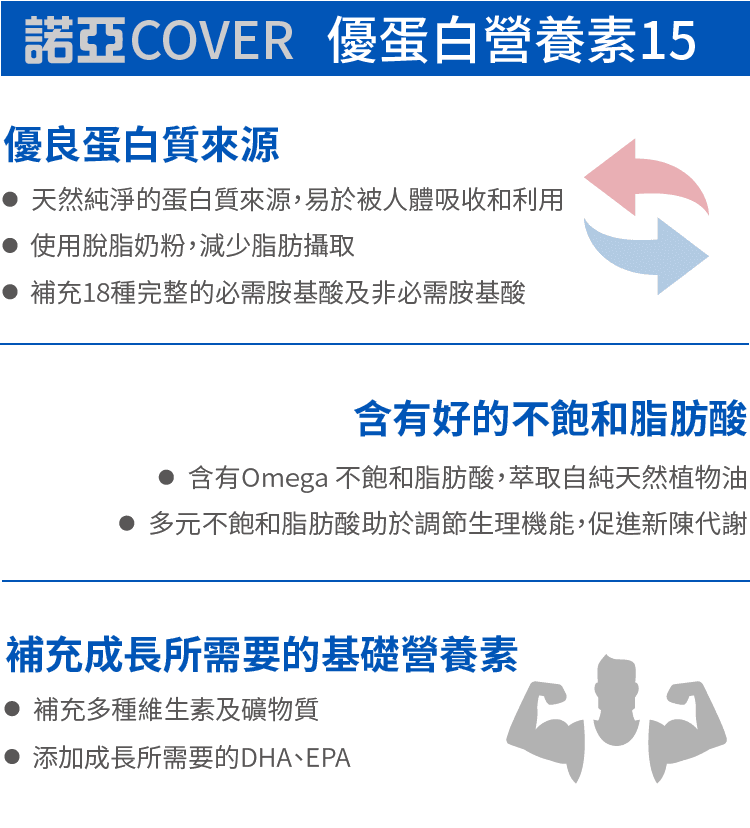 諾亞COVER 優蛋白營養素15
優良蛋白質來源
● 天然純淨的蛋白質來源，易於被人體吸收和利用
● 使用脫脂奶粉，減少脂肪攝取
● 補充18種完整的必需胺基酸及非必需胺基酸
含有好的不飽和脂肪酸
● 含有Omega 不飽和脂肪酸，萃取自純天然植物油
● 多元不飽和脂肪酸助於調節生理機能，促進新陳代謝
補充成長所需要的基礎營養素
● 補充多種維生素及礦物質
● 添加成長所需要的DHA、EPA